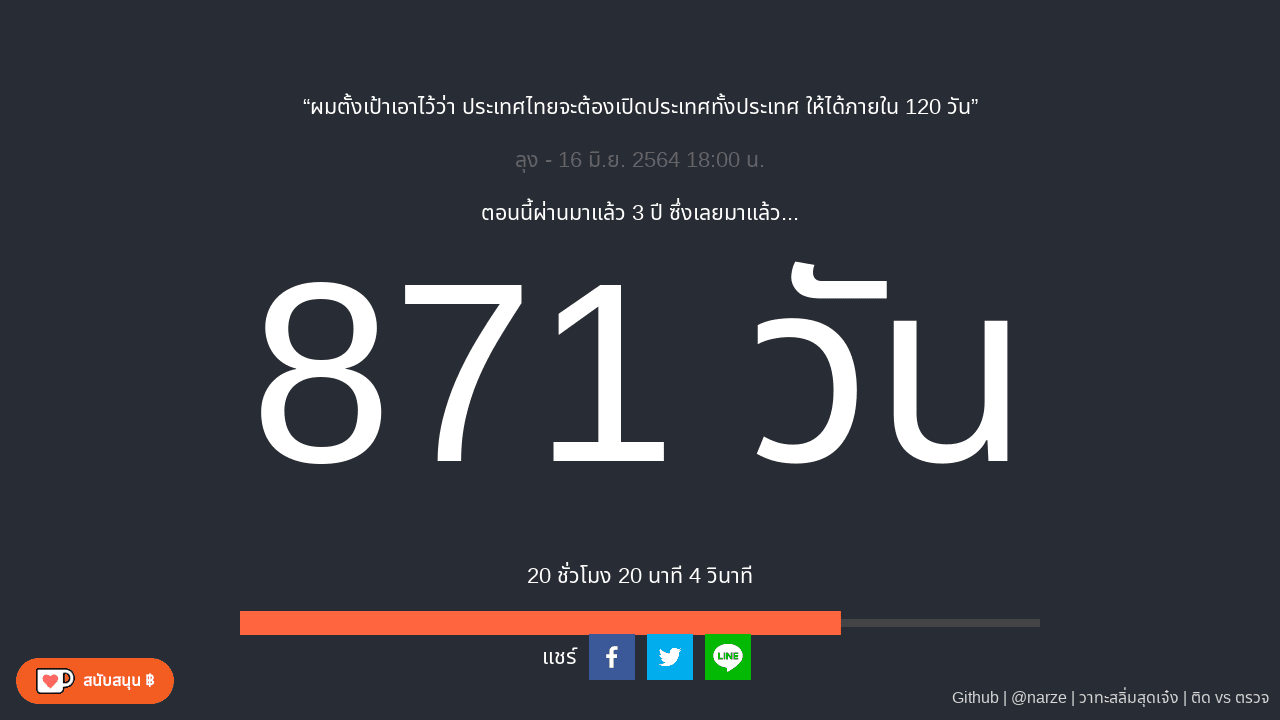 “ผมตั้งเป้าเอาไว้ว่า ประเทศไทยจะต้องเปิดประเทศทั้งประเทศ ให้ได้ภายใน 120 วัน”
ลุง - 16 มิ.ย. 2564 18:00 น.
ตอนนี้ผ่านมาแล้ว 3 ปี ซึ่งเลยมาแล้ว...
871 วัน
20 ชั่วโมง 20 นาที 4 วินาที
แชร์
LINE
สนับสนุน ฿
Github | @narze | วาทะสลิ่มสุดเจ๋ง | ติด vs ตรวจ